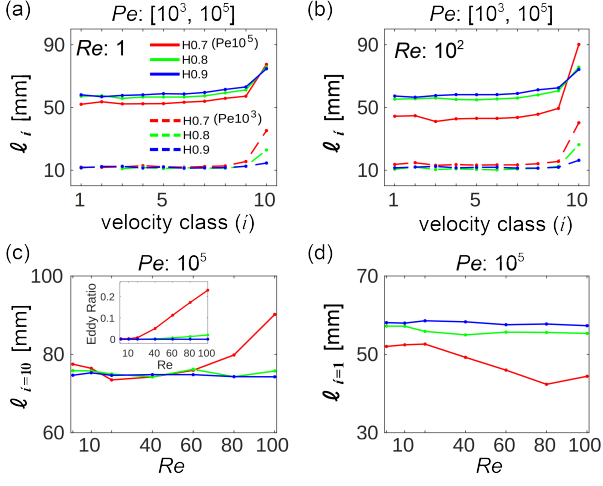 (a) Pe: [10³, 10⁵]
Re: 1
H0.7 (Pe10⁵)
H0.8
H0.9
H0.7 (Pe10³)
H0.8
H0.9
90
50
10
ℓ i [mm]
1 5 10
velocity class (i)
(b) Pe: [10³, 10⁵]
Re: 10²
90
50
10
ℓ i [mm]
1 5 10
velocity class (i)
(c) Pe: 10⁵
100
80
60
ℓ i=10 [mm]
Eddy Ratio
0.2
0.1
0
10 40 60 80 100
Re
10 40 60 80 100
Re
(d) Pe: 10⁵
70
50
30
ℓ i=1 [mm]
10 40 60 80 100
Re